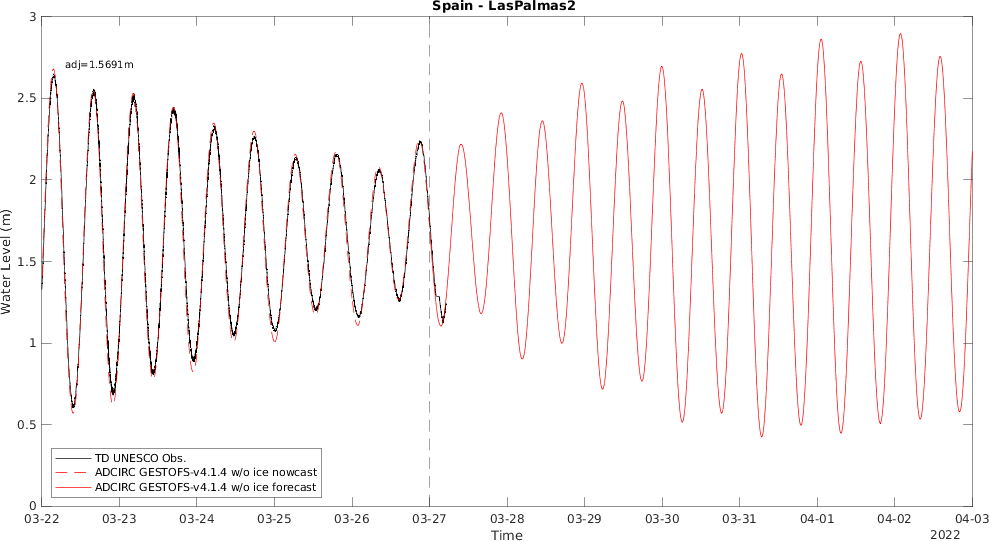 Spain - LasPalmas2
3
adj=1.5691m
2.5
2
1.5
1
0.5
0
Water Level (m)
TD UNESCO Obs.
ADCIRC GESTOFS-v4.1.4 w/o ice nowcast
ADCIRC GESTOFS-v4.1.4 w/o ice forecast
03-22 03-23 03-24 03-25 03-26 03-27 03-28 03-29 03-30 03-31 04-01 04-02 04-03
Time
2022